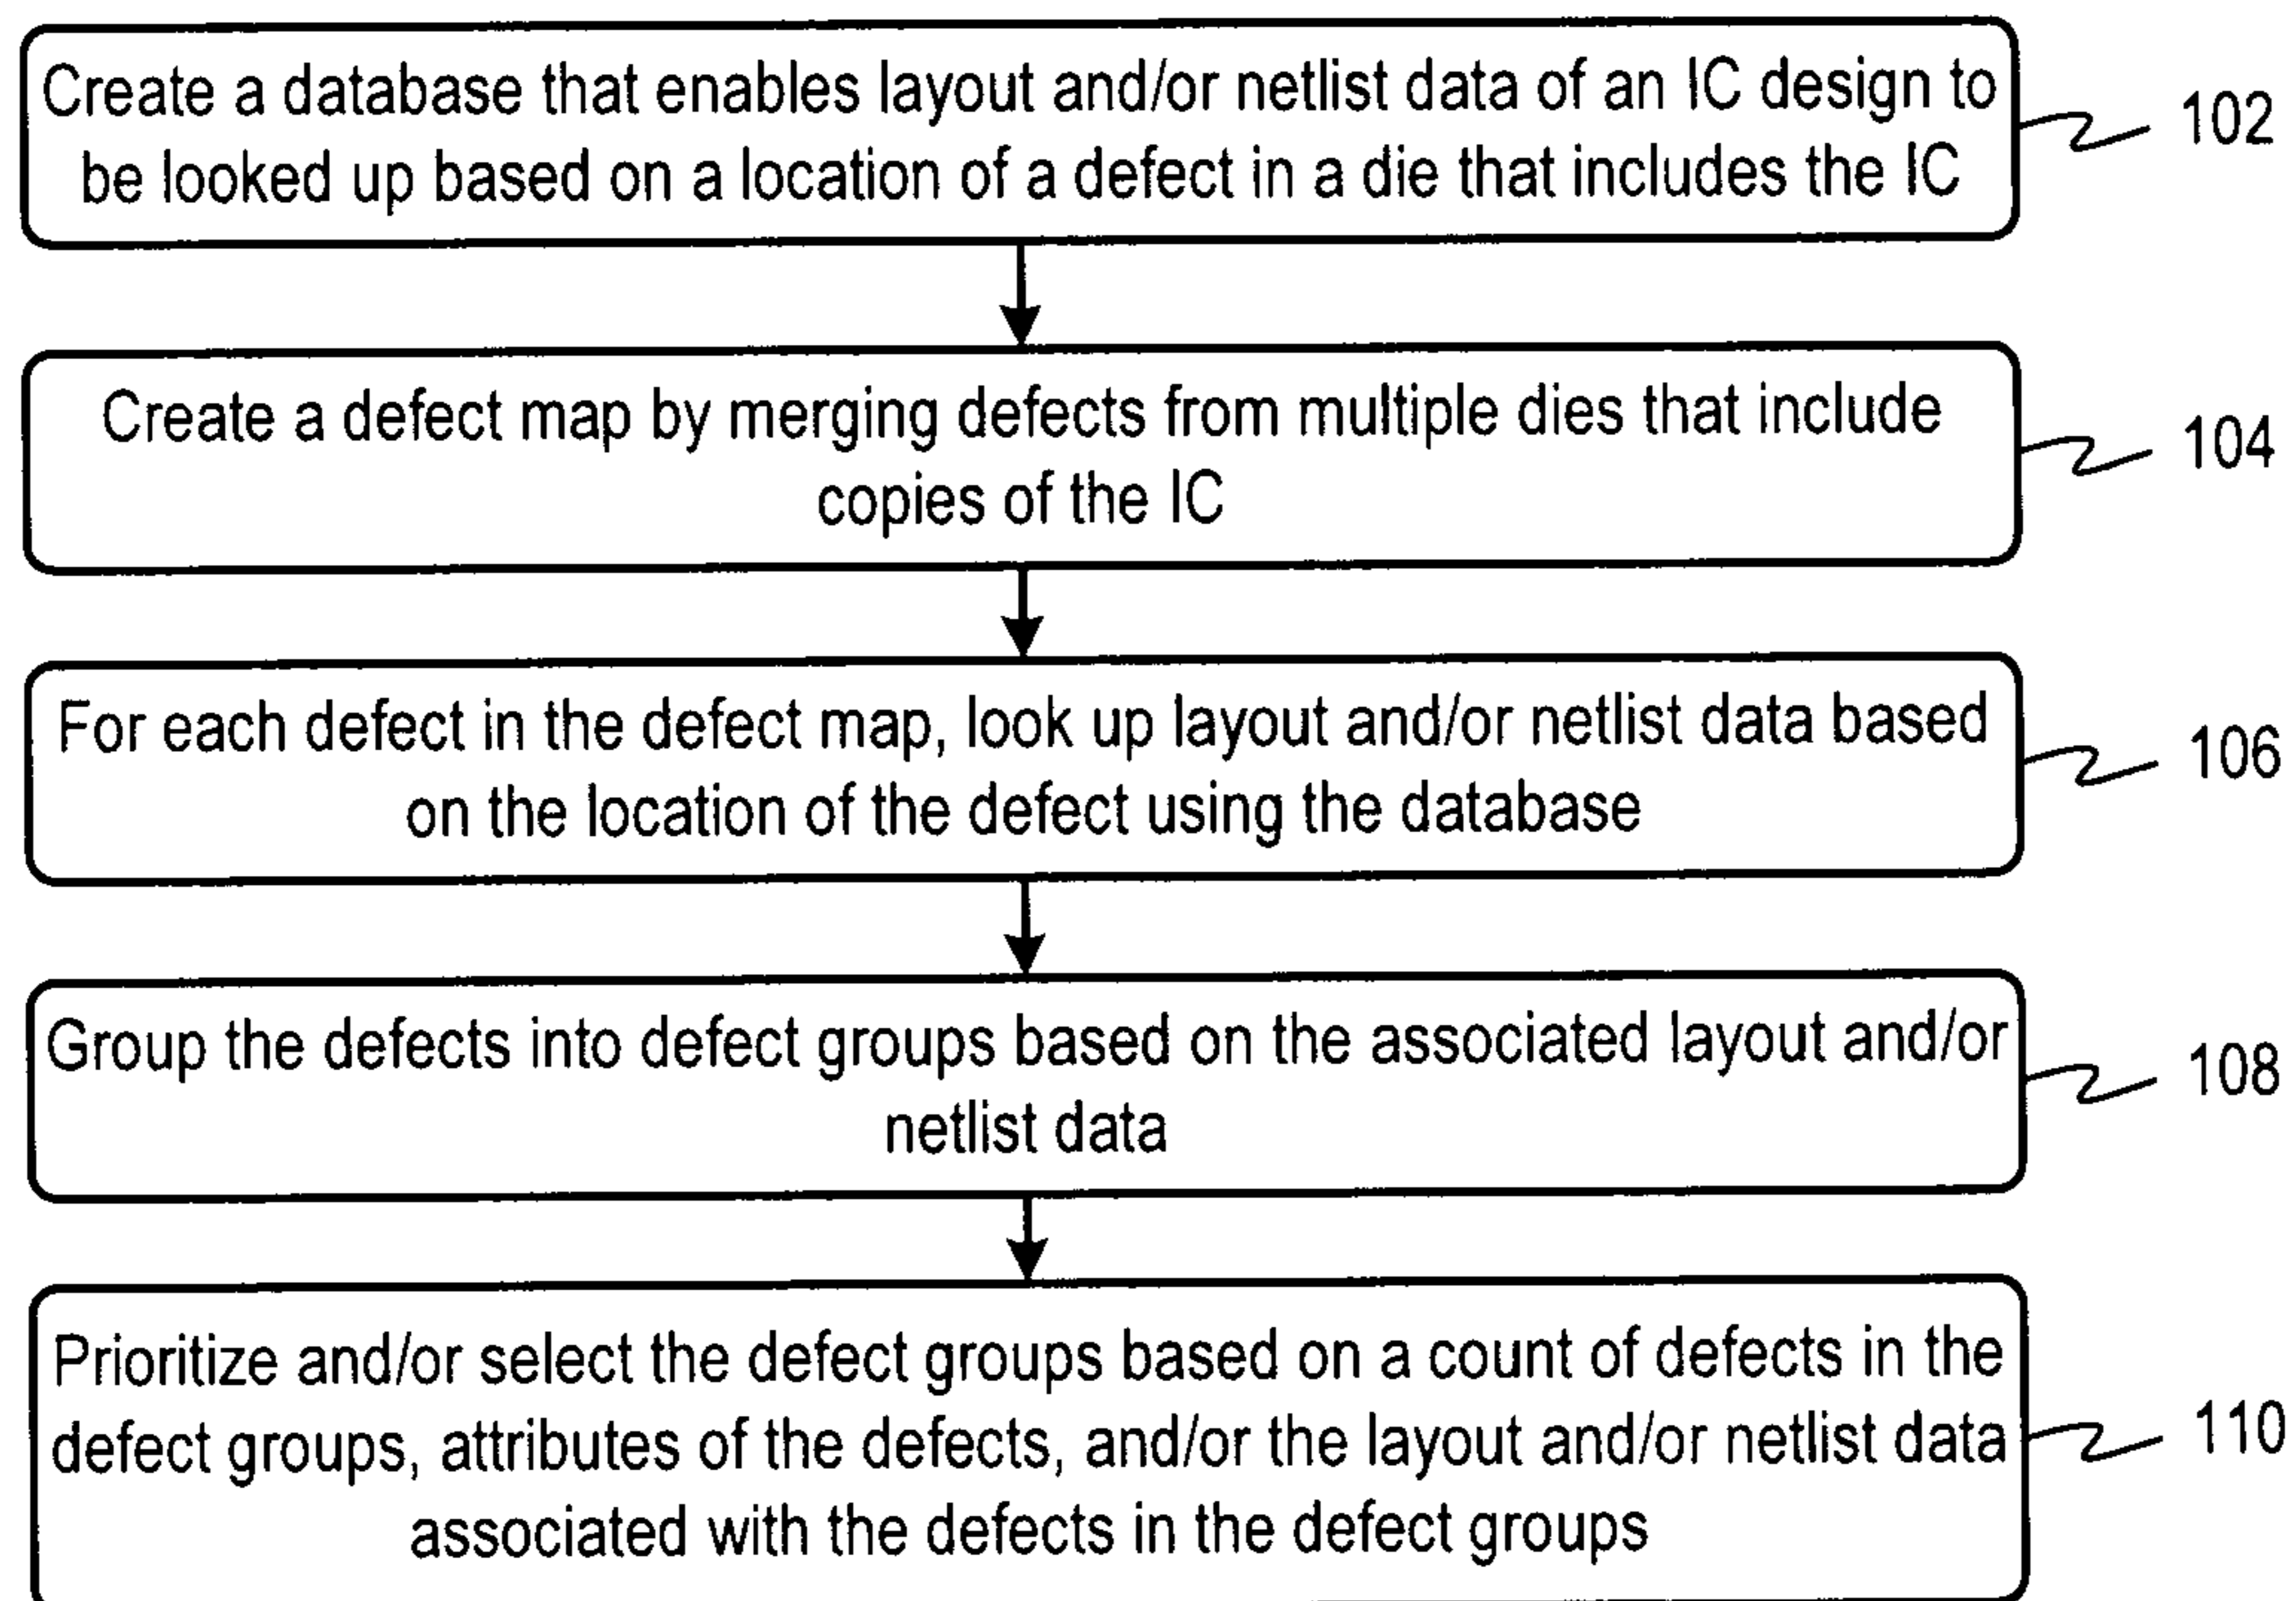 Create a database that enables layout and/or netlist data of an IC design to
be looked up based on a location of a defect in a die that includes the IC
102
Create a defect map by merging defects from multiple dies that include
copies of the IC
104
For each defect in the defect map, look up layout and/or netlist data based
on the location of the defect using the database
106
Group the defects into defect groups based on the associated layout and/or
netlist data
108
Prioritize and/or select the defect groups based on a count of defects in the
defect groups, attributes of the defects, and/or the layout and/or netlist data
associated with the defects in the defect groups
110